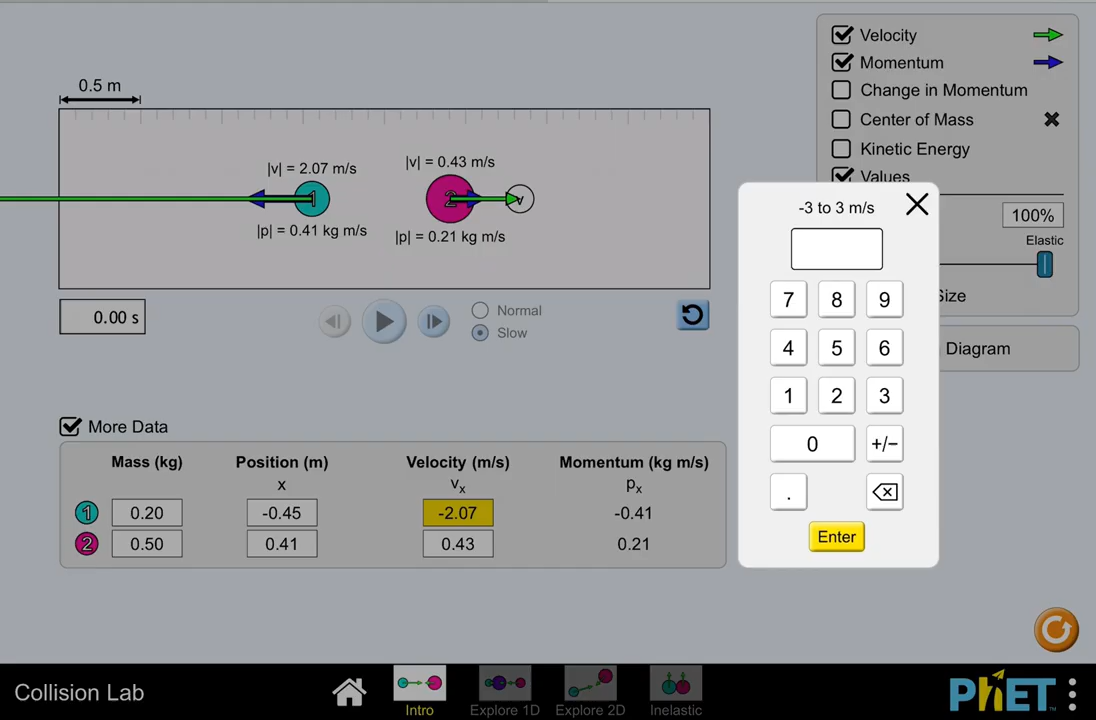 Velocity
Momentum
Change in Momentum
Center of Mass
Kinetic Energy
Values
0.5 m
|v| = 2.07 m/s
|v| = 0.43 m/s
1
2
v
|p| = 0.41 kg m/s
|p| = 0.21 kg m/s
-3 to 3 m/s
100%
Elastic
Size
Diagram
7 8 9
4 5 6
1 2 3
0 +/−
.
Enter
0.00 s
Normal
Slow
More Data
Mass (kg) Position (m) Velocity (m/s) Momentum (kg m/s)
x vx px
1 0.20 -0.45 -2.07 -0.41
2 0.50 0.41 0.43 0.21
Collision Lab
Intro
Explore 1D
Explore 2D
Inelastic
PhET